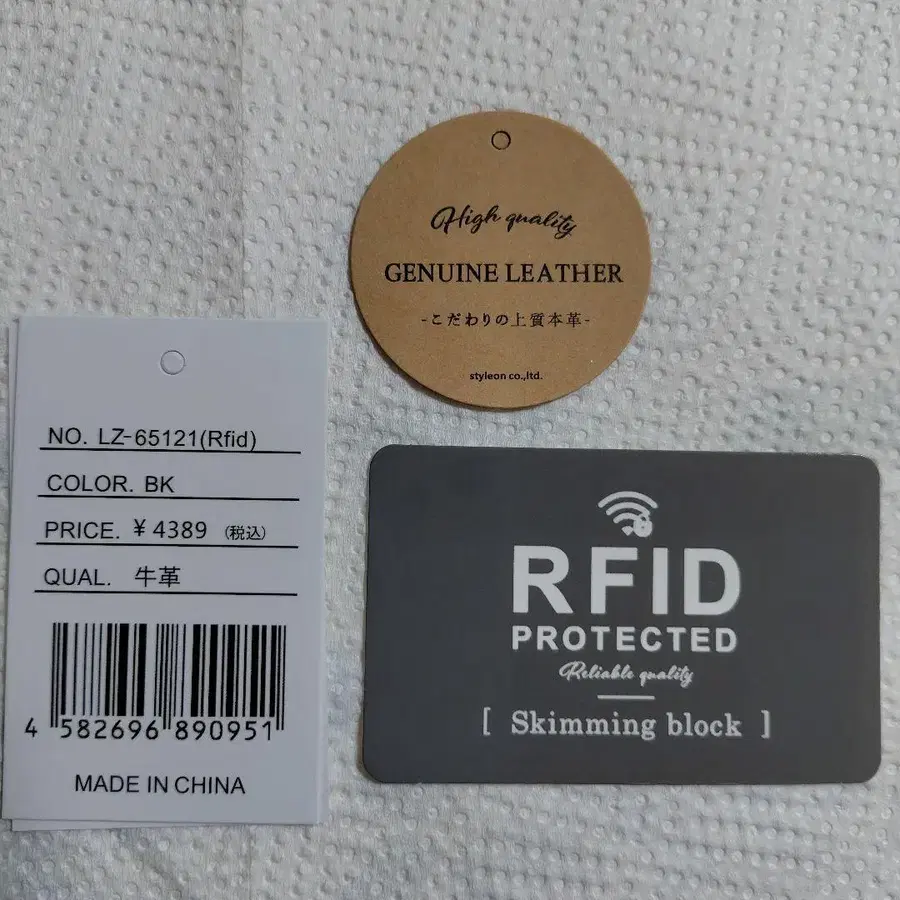 High quality
GENUINE LEATHER
-こだわりの上質本革-
styleon co.,ltd.
NO. LZ-65121(Rfid)
COLOR. BK
PRICE. ¥ 4389 (税込)
QUAL. 牛革
4 582696 890951
MADE IN CHINA
RFID
PROTECTED
Reliable quality
[ Skimming block ]